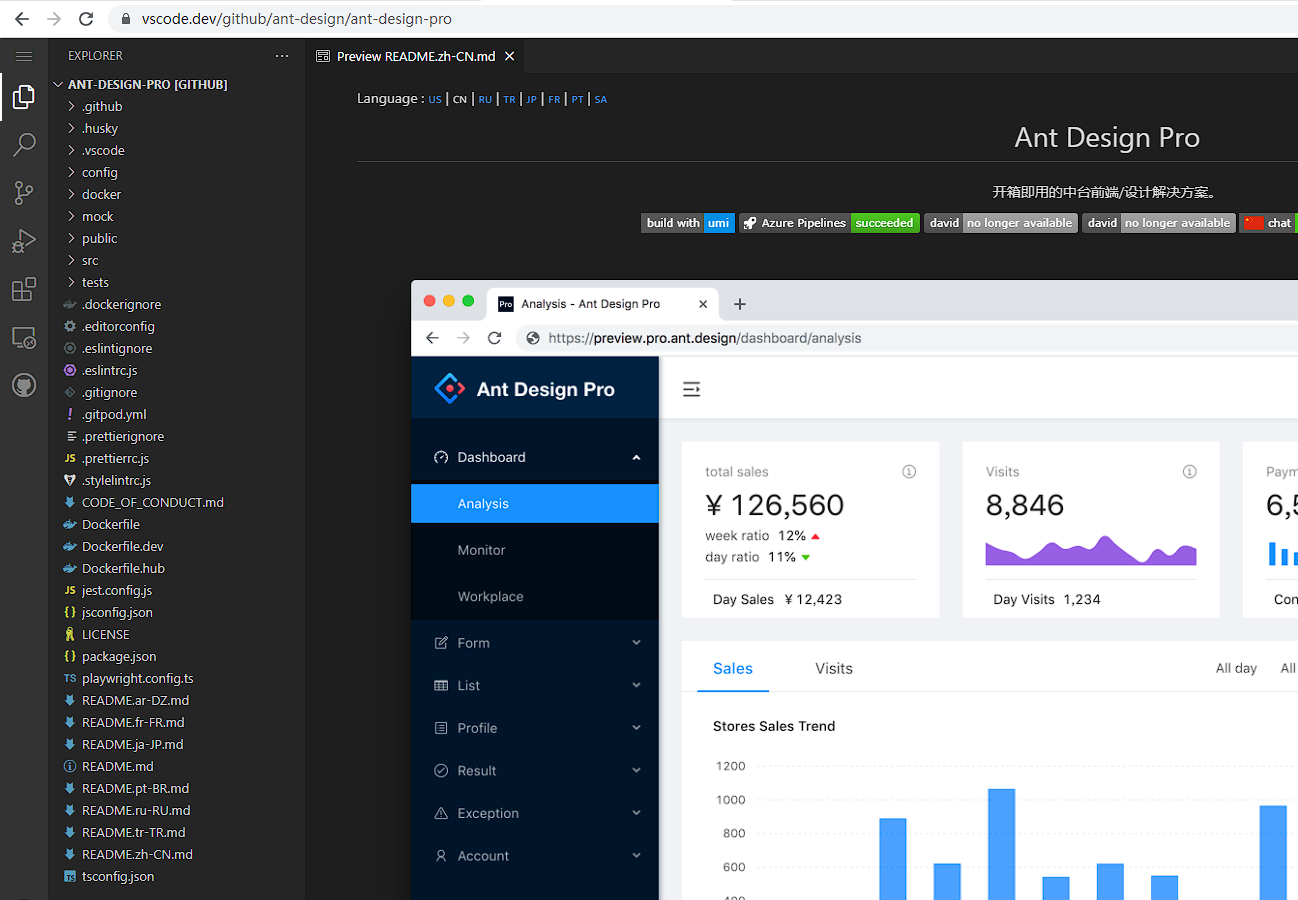 vscode.dev/github/ant-design/ant-design-pro
EXPLORER
Preview README.zh-CN.md
ANT-DESIGN-PRO [GITHUB]
.github
.husky
.vscode
config
docker
mock
public
src
tests
.dockerignore
.editorconfig
.eslintignore
.eslintrc.js
.gitignore
.gitpod.yml
.prettierignore
JS .prettierrc.js
.stylelintrc.js
CODE_OF_CONDUCT.md
Dockerfile
Dockerfile.dev
Dockerfile.hub
JS jest.config.js
{} jsconfig.json
LICENSE
{} package.json
TS playwright.config.ts
README.ar-DZ.md
README.fr-FR.md
README.ja-JP.md
README.md
README.pt-BR.md
README.ru-RU.md
README.tr-TR.md
README.zh-CN.md
TS tsconfig.json
Language : US | CN | RU | TR | JP | FR | PT | SA
Ant Design Pro
开箱即用的中台前端/设计解决方案。
build with umi Azure Pipelines succeeded david no longer available david no longer available chat
Pro Analysis - Ant Design Pro
https://preview.pro.ant.design/dashboard/analysis
Ant Design Pro
Dashboard
Analysis
Monitor
Workplace
Form
List
Profile
Result
Exception
Account
total sales
¥ 126,560
week ratio 12%
day ratio 11%
Day Sales ¥ 12,423
Visits
8,846
Day Visits 1,234
Paym
6,5
Con
Sales Visits All day All
Stores Sales Trend
1200
1000
800
600
400